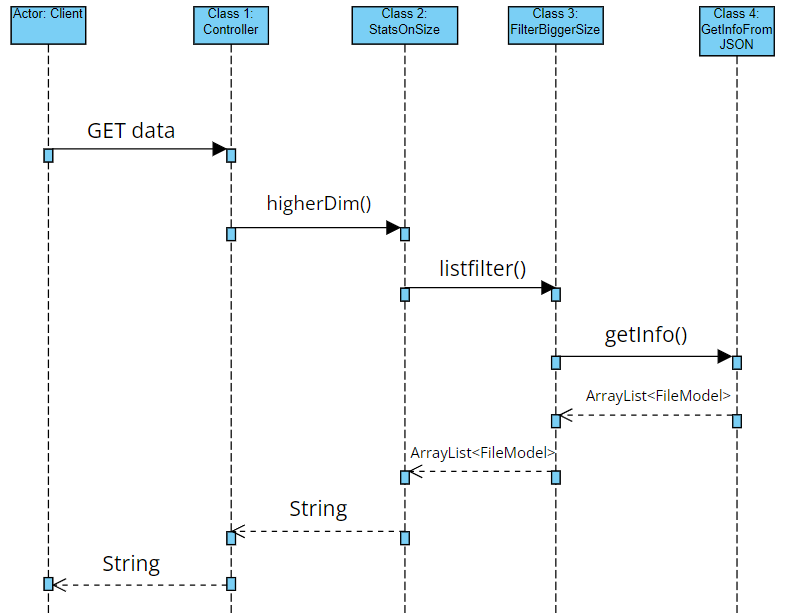 Actor: Client
Class 1:
Controller
Class 2:
StatsOnSize
Class 3:
FilterBiggerSize
Class 4:
GetInfoFrom
JSON
GET data
higherDim()
listfilter()
getInfo()
ArrayList<FileModel>
ArrayList<FileModel>
String
String